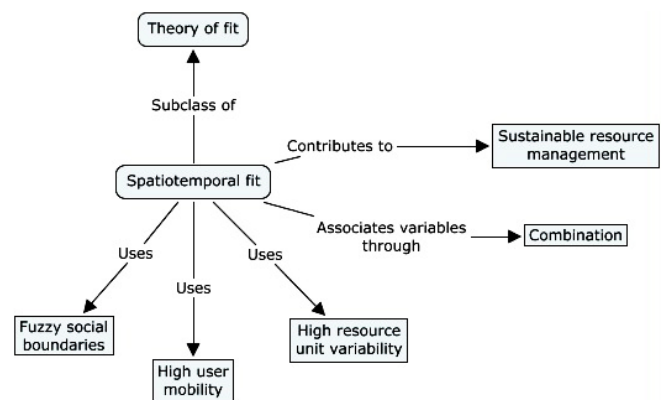 Theory of fit
Subclass of
Contributes to
Sustainable resource
management
Spatiotemporal fit
Associates variables
through
Combination
Uses
Uses
Uses
Fuzzy social
boundaries
High user
mobility
High resource
unit variability